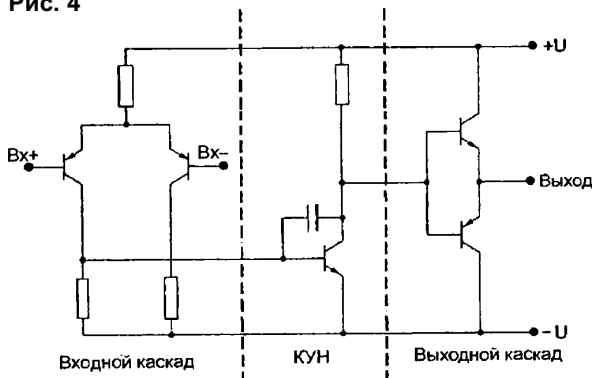 Рис. 4
+U
Вх+
Вх–
Выход
–U
Входной каскад
КУН
Выходной каскад